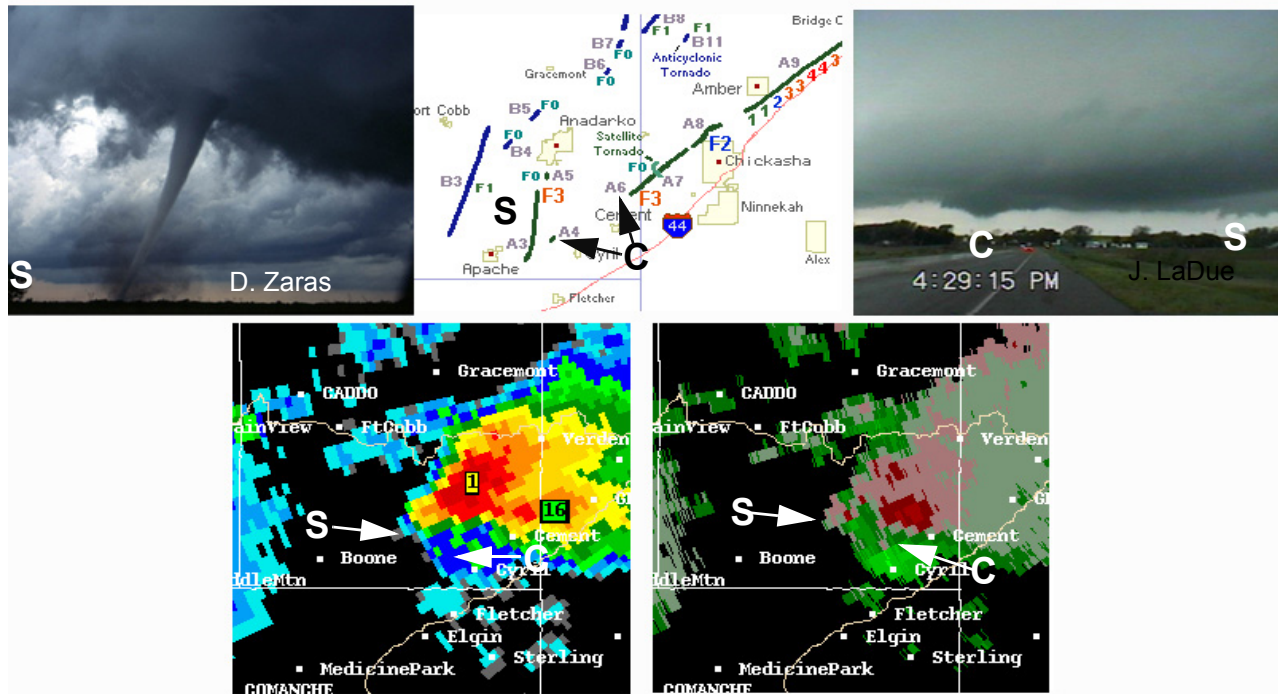 S
D. Zaras
B8
F1
F1
B11
Bridge C
B7
F0
B6
F0
Gracemont
Anticyclonic
Tornado
A9
Amber
3
4
4
3
3
2
1
1
ort Cobb
B5
F0
Anadarko
F0
B4
Satellite
Tornado
A8
F2
Chickasha
B3
F1
F0
A5
F0
A7
S
F3
A6
F3
Cement
44
Ninnekah
A3
A4
C
yril
Apache
Alex
Fletcher
C
S
4:29:15 PM
J. LaDue
Gracemont
CADDO
ainView
FtCobb
Verden
1
16
G
S
Cement
Boone
C
Cyril
ddleMtn
Fletcher
Elgin
Sterling
MedicinePark
COMANCHE
Gracemont
CADDO
ainView
FtCobb
Verden
S
Cement
Boone
Cyril
C
ddleMtn
Fletcher
Elgin
Sterling
MedicinePark
COMANCHE